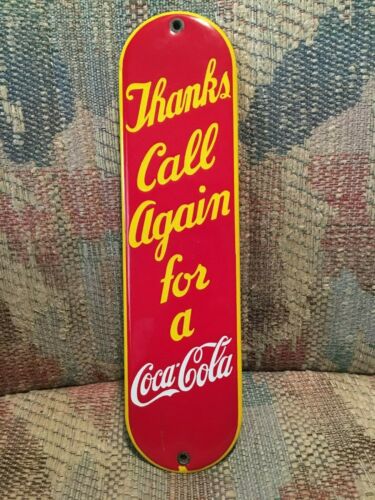 Thanks
Call
Again
for
a
Coca-Cola